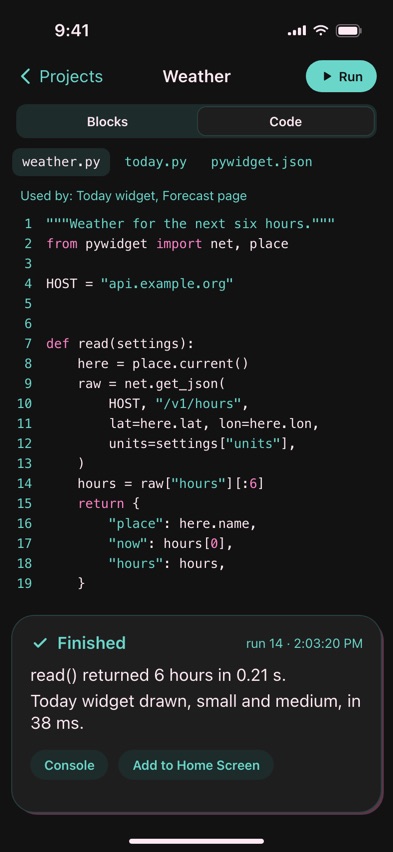 9:41
Projects
Weather
Run
Blocks
Code
weather.py
today.py
pywidget.json
Used by: Today widget, Forecast page
1 """Weather for the next six hours."""
2 from pywidget import net, place
3
4 HOST = "api.example.org"
5
6
7 def read(settings):
8     here = place.current()
9     raw = net.get_json(
10         HOST, "/v1/hours",
11         lat=here.lat, lon=here.lon,
12         units=settings["units"],
13     )
14     hours = raw["hours"][:6]
15     return {
16         "place": here.name,
17         "now": hours[0],
18         "hours": hours,
19     }
Finished
run 14 · 2:03:20 PM
read() returned 6 hours in 0.21 s.
Today widget drawn, small and medium, in
38 ms.
Console
Add to Home Screen